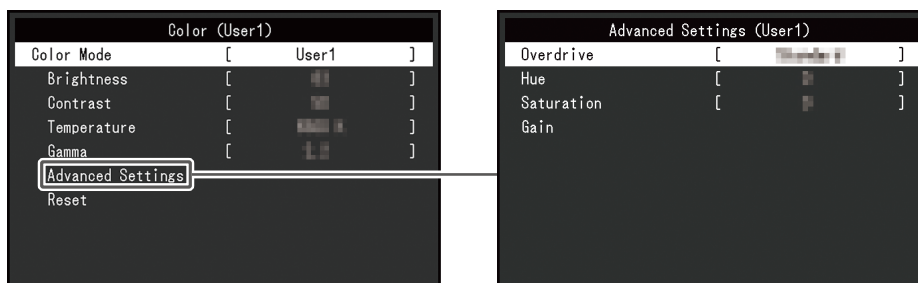 Color (User1)
Color Mode [ User1 ]
Brightness [ ]
Contrast [ ]
Temperature [ ]
Gamma [ ]
Advanced Settings
Reset
Advanced Settings (User1)
Overdrive [ ]
Hue [ ]
Saturation [ ]
Gain